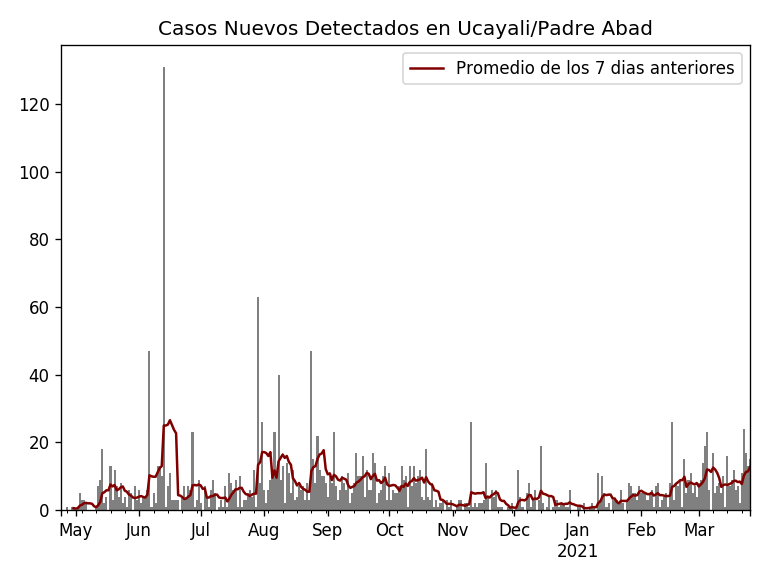 Casos Nuevos Detectados en Ucayali/Padre Abad
Promedio de los 7 dias anteriores
120
100
80
60
40
20
0
May Jun Jul Aug Sep Oct Nov Dec Jan Feb Mar
2021